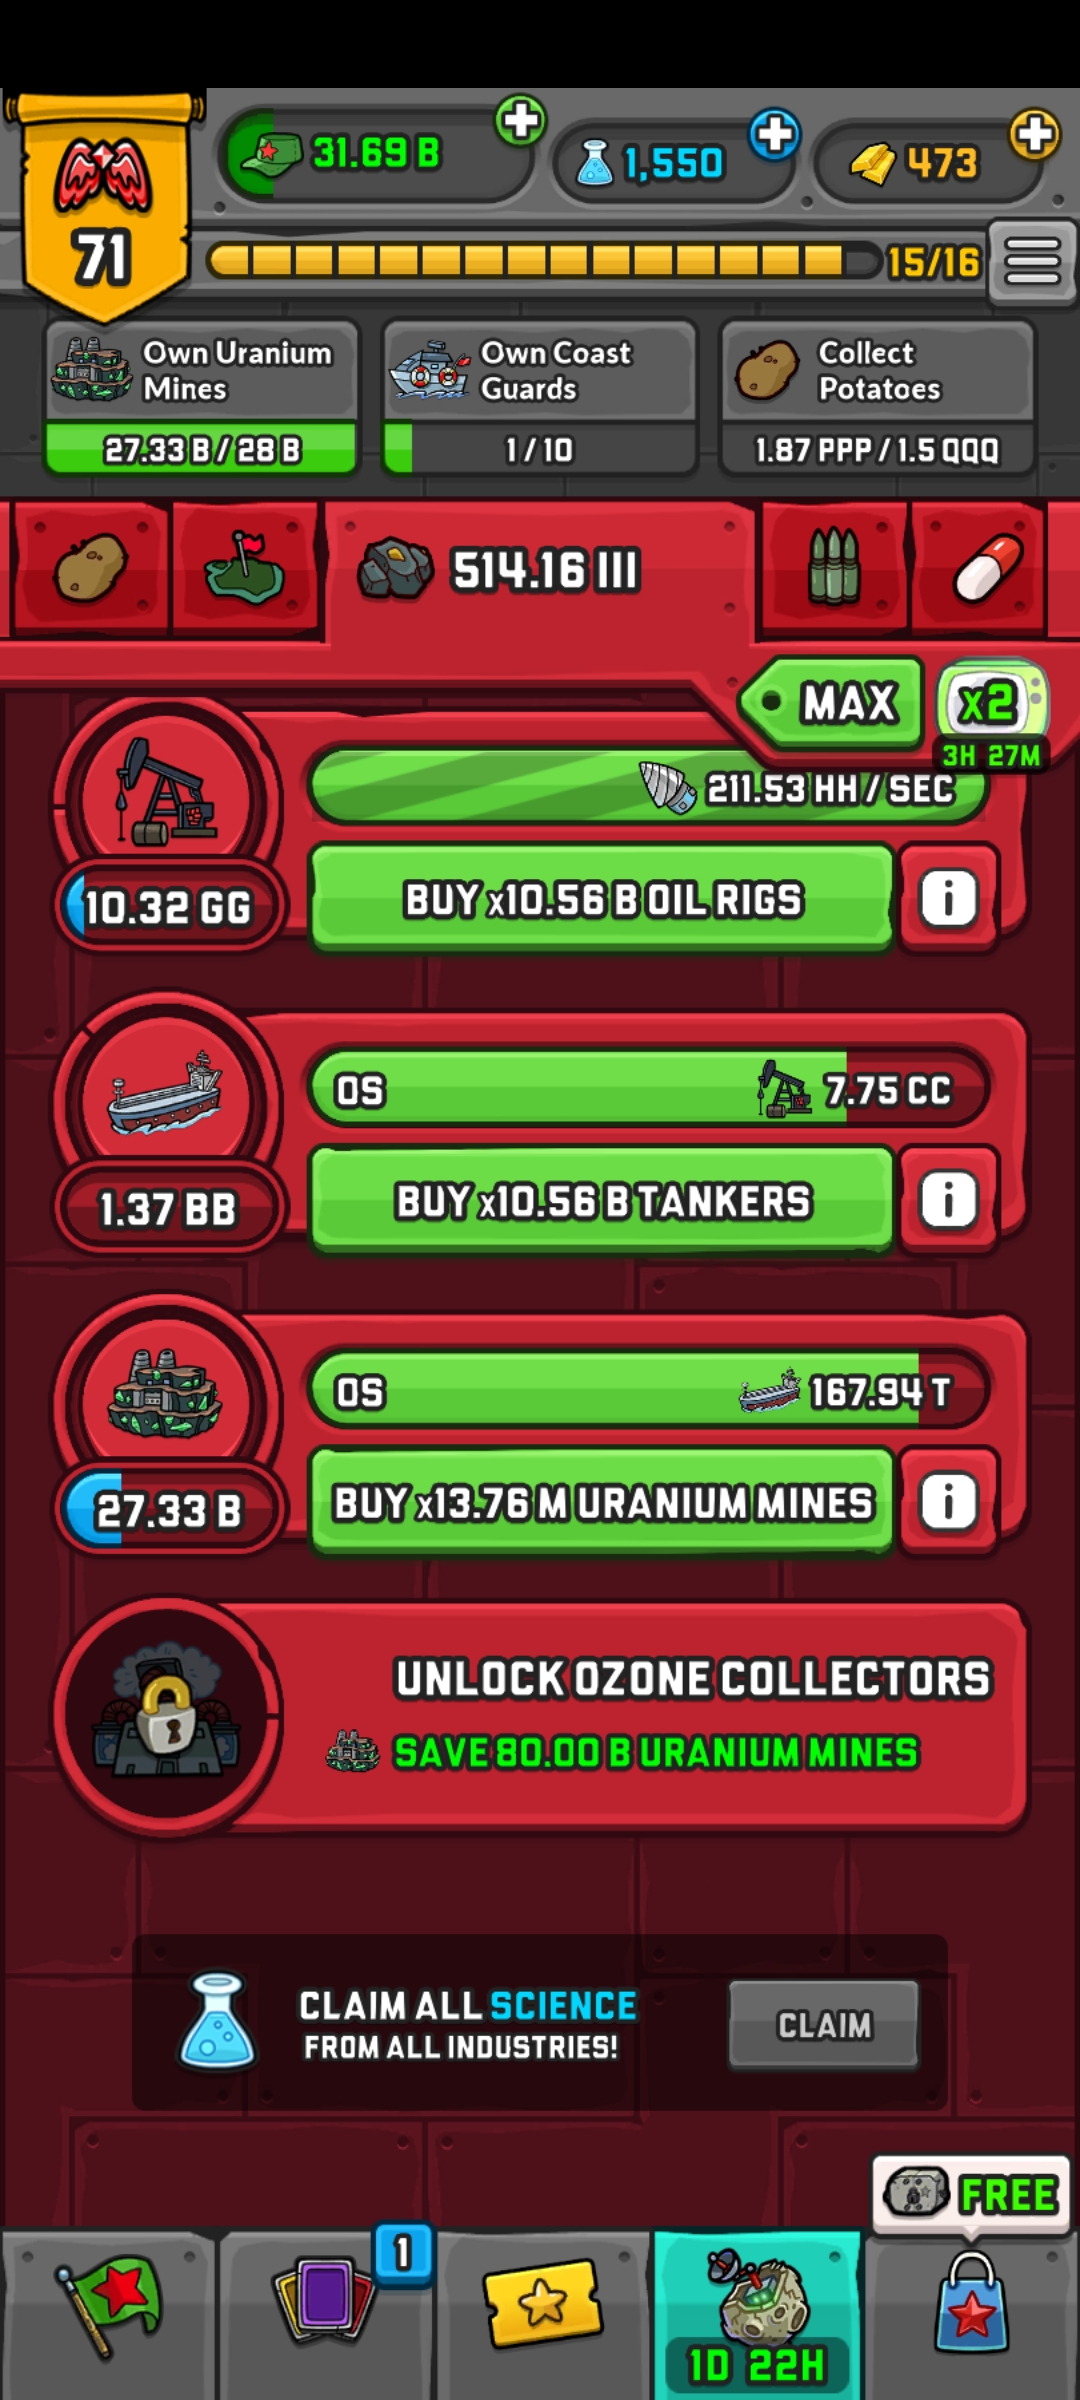 31.69 B
1,550
473
71
15/16
Own Uranium
Mines
27.33 B / 28 B
Own Coast
Guards
1 / 10
Collect
Potatoes
1.87 PPP / 1.5 QQQ
514.16 III
MAX
x2
3H 27M
211.53 HH / SEC
10.32 GG
BUY x10.56 B OIL RIGS
i
0S
7.75 CC
1.37 BB
BUY x10.56 B TANKERS
i
0S
167.94 T
27.33 B
BUY x13.76 M URANIUM MINES
i
UNLOCK OZONE COLLECTORS
SAVE 80.00 B URANIUM MINES
CLAIM ALL SCIENCE
FROM ALL INDUSTRIES!
CLAIM
FREE
1
1D 22H